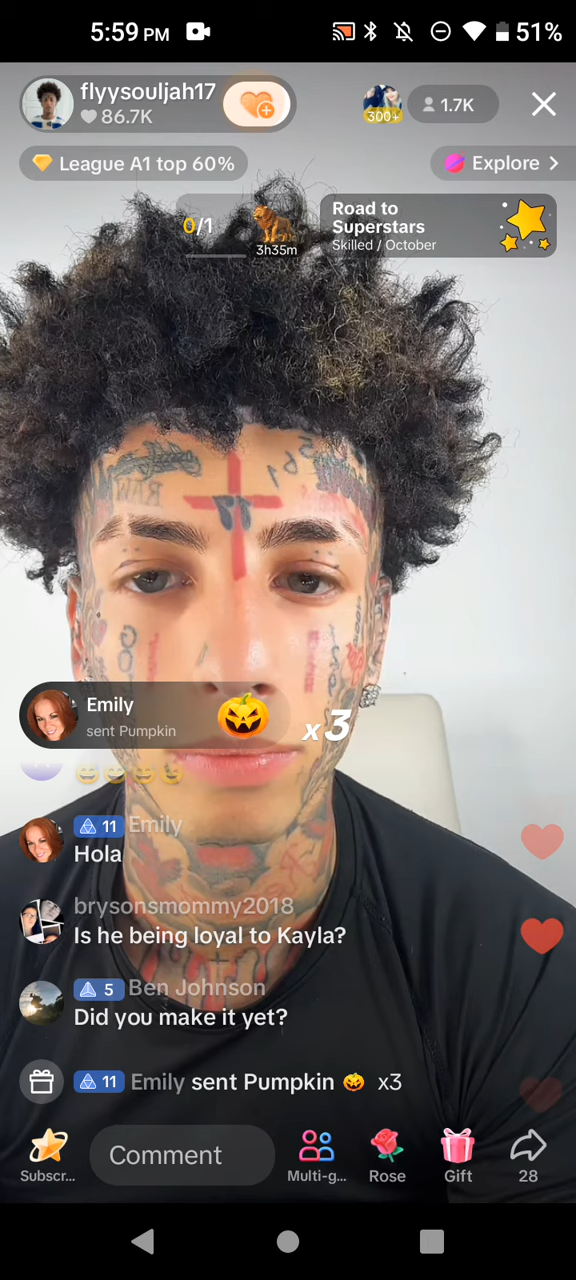 5:59 PM
51%
flyysouljah17
86.7K
300+
1.7K
League A1 top 60%
Explore >
0/1
3h35m
Road to
Superstars
Skilled / October
17
Emily
sent Pumpkin
x3
11 Emily
Hola
brysonsmommy2018
Is he being loyal to Kayla?
5 Ben Johnson
Did you make it yet?
11 Emily sent Pumpkin x3
Comment
Subscr...
Multi-g...
Rose
Gift
28